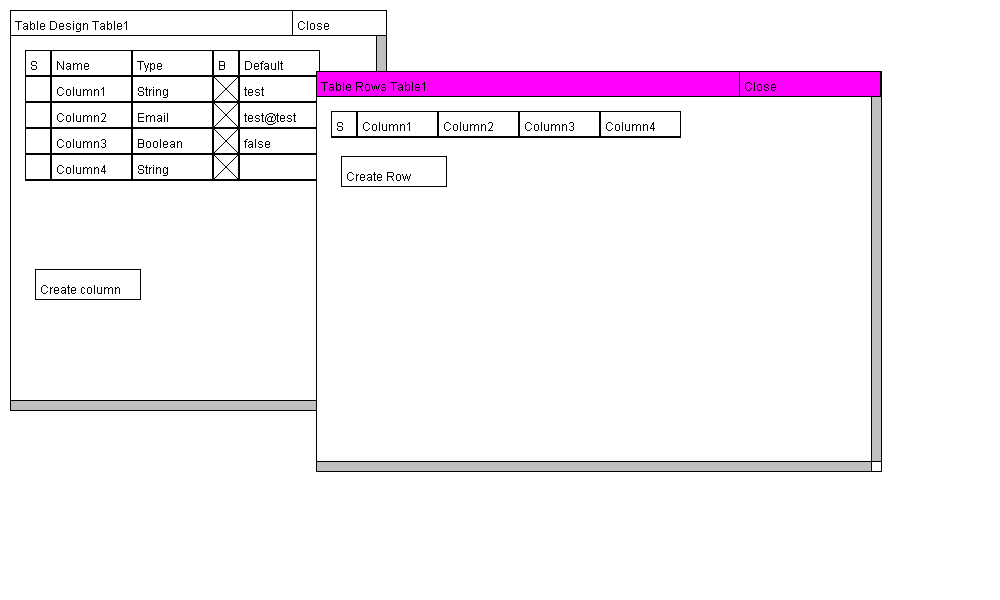 Table Design Table1 Close
S Name Type B Default
Column1 String test
Column2 Email test@test
Column3 Boolean false
Column4 String
Create column
Table Rows Table1 Close
S Column1 Column2 Column3 Column4
Create Row